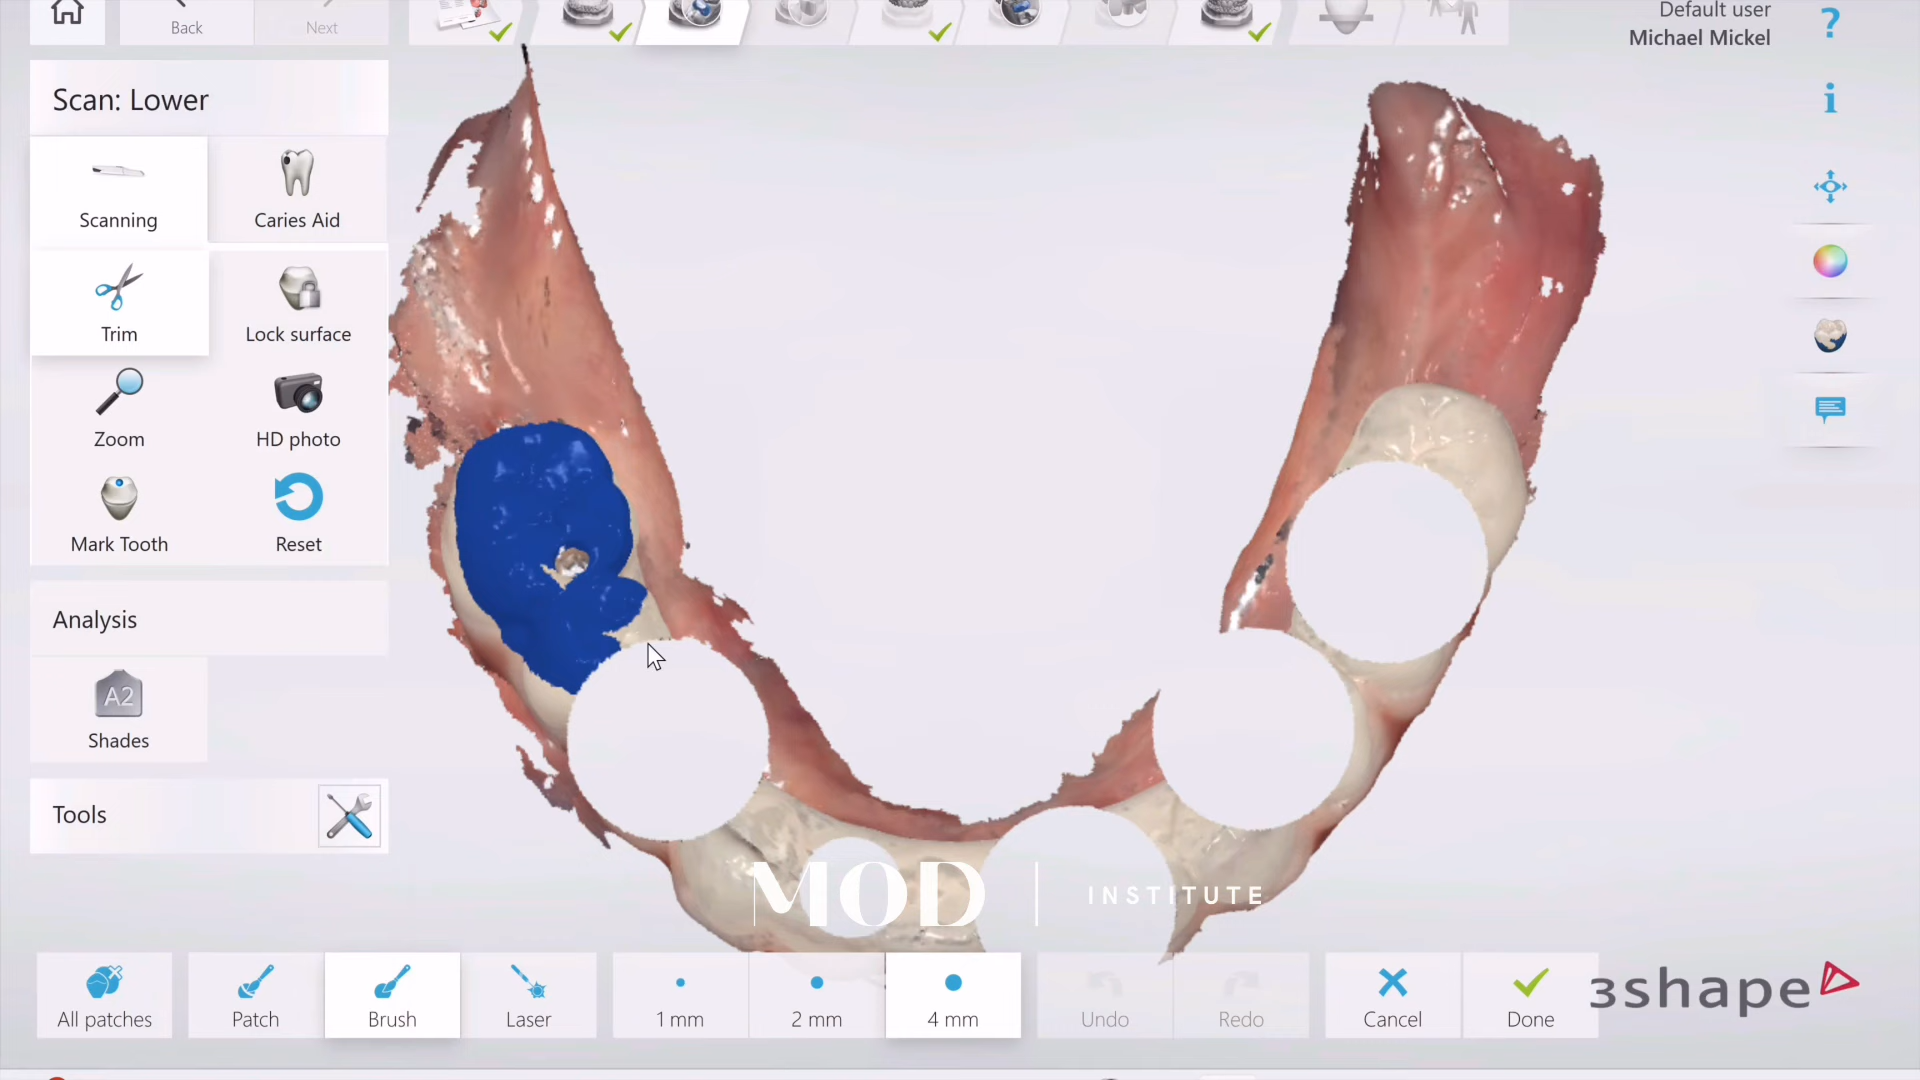 Back
Next
Default user
Michael Mickel
?
i
Scan: Lower
Scanning
Caries Aid
Trim
Lock surface
Zoom
HD photo
Mark Tooth
Reset
Analysis
A2
Shades
Tools
MOD | INSTITUTE
All patches
Patch
Brush
Laser
1 mm
2 mm
4 mm
Undo
Redo
Cancel
Done
3shape